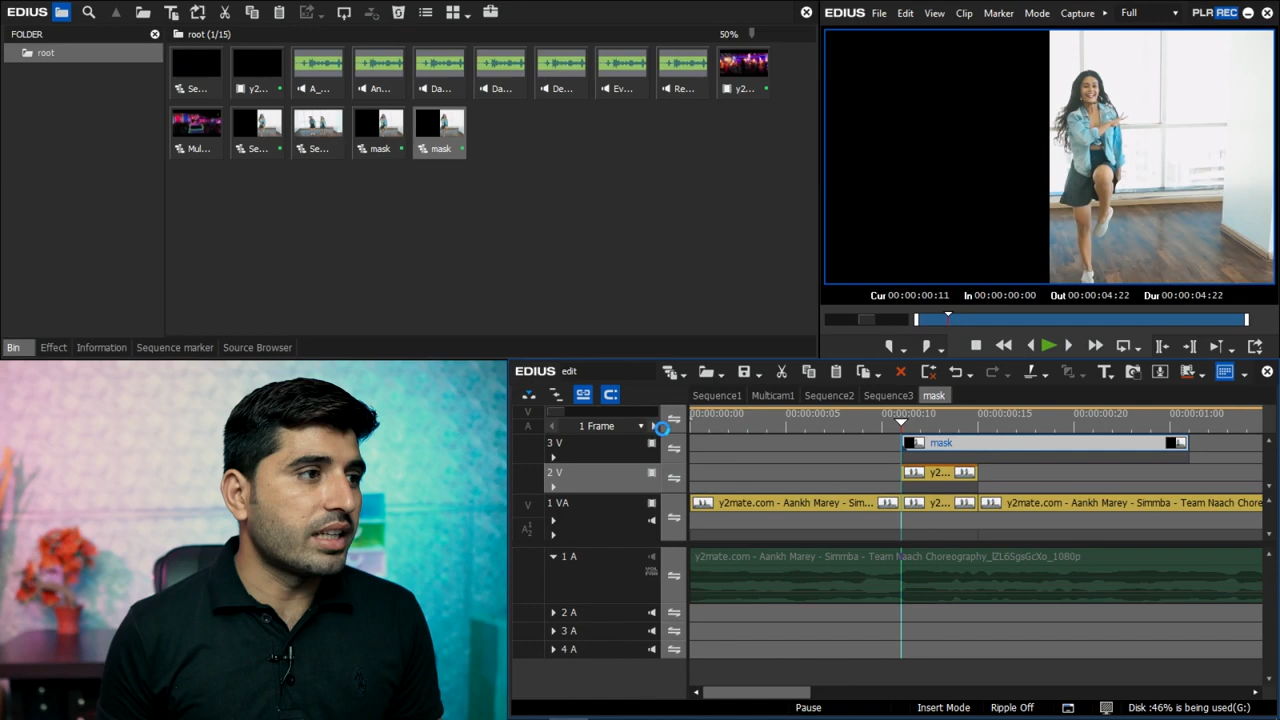 EDIUS
EDIUS File Edit View Clip Marker Mode Capture Full PLR REC
FOLDER
root (1/15)
50%
root
Se...
y2...
A_...
An...
Da...
Da...
De...
Ev...
Re...
y2...
Mul...
Se...
Se...
mask
mask
Cur 00:00:00:11 In 00:00:00:00 Out 00:00:04:22 Dur 00:00:04:22
Bin Effect Information Sequence marker Source Browser
EDIUS edit
Sequence1 Multicam1 Sequence2 Sequence3 mask
V
A
1 Frame
00:00:00:00 00:00:00:05 00:00:00:10 00:00:00:15 00:00:00:20 00:00:01:00
3 V
mask
2 V
y2...
V
1 VA
y2mate.com - Aankh Marey - Sim... y2... y2mate.com - Aankh Marey - Simmba - Team Naach Choreo
A12
1 A
y2mate.com - Aankh Marey - Simmba - Team Naach Choreography_lZL65gsGcXo_1080p
VOL
PAN
2 A
3 A
4 A
Pause Insert Mode Ripple Off Disk :46% is being used(G:)